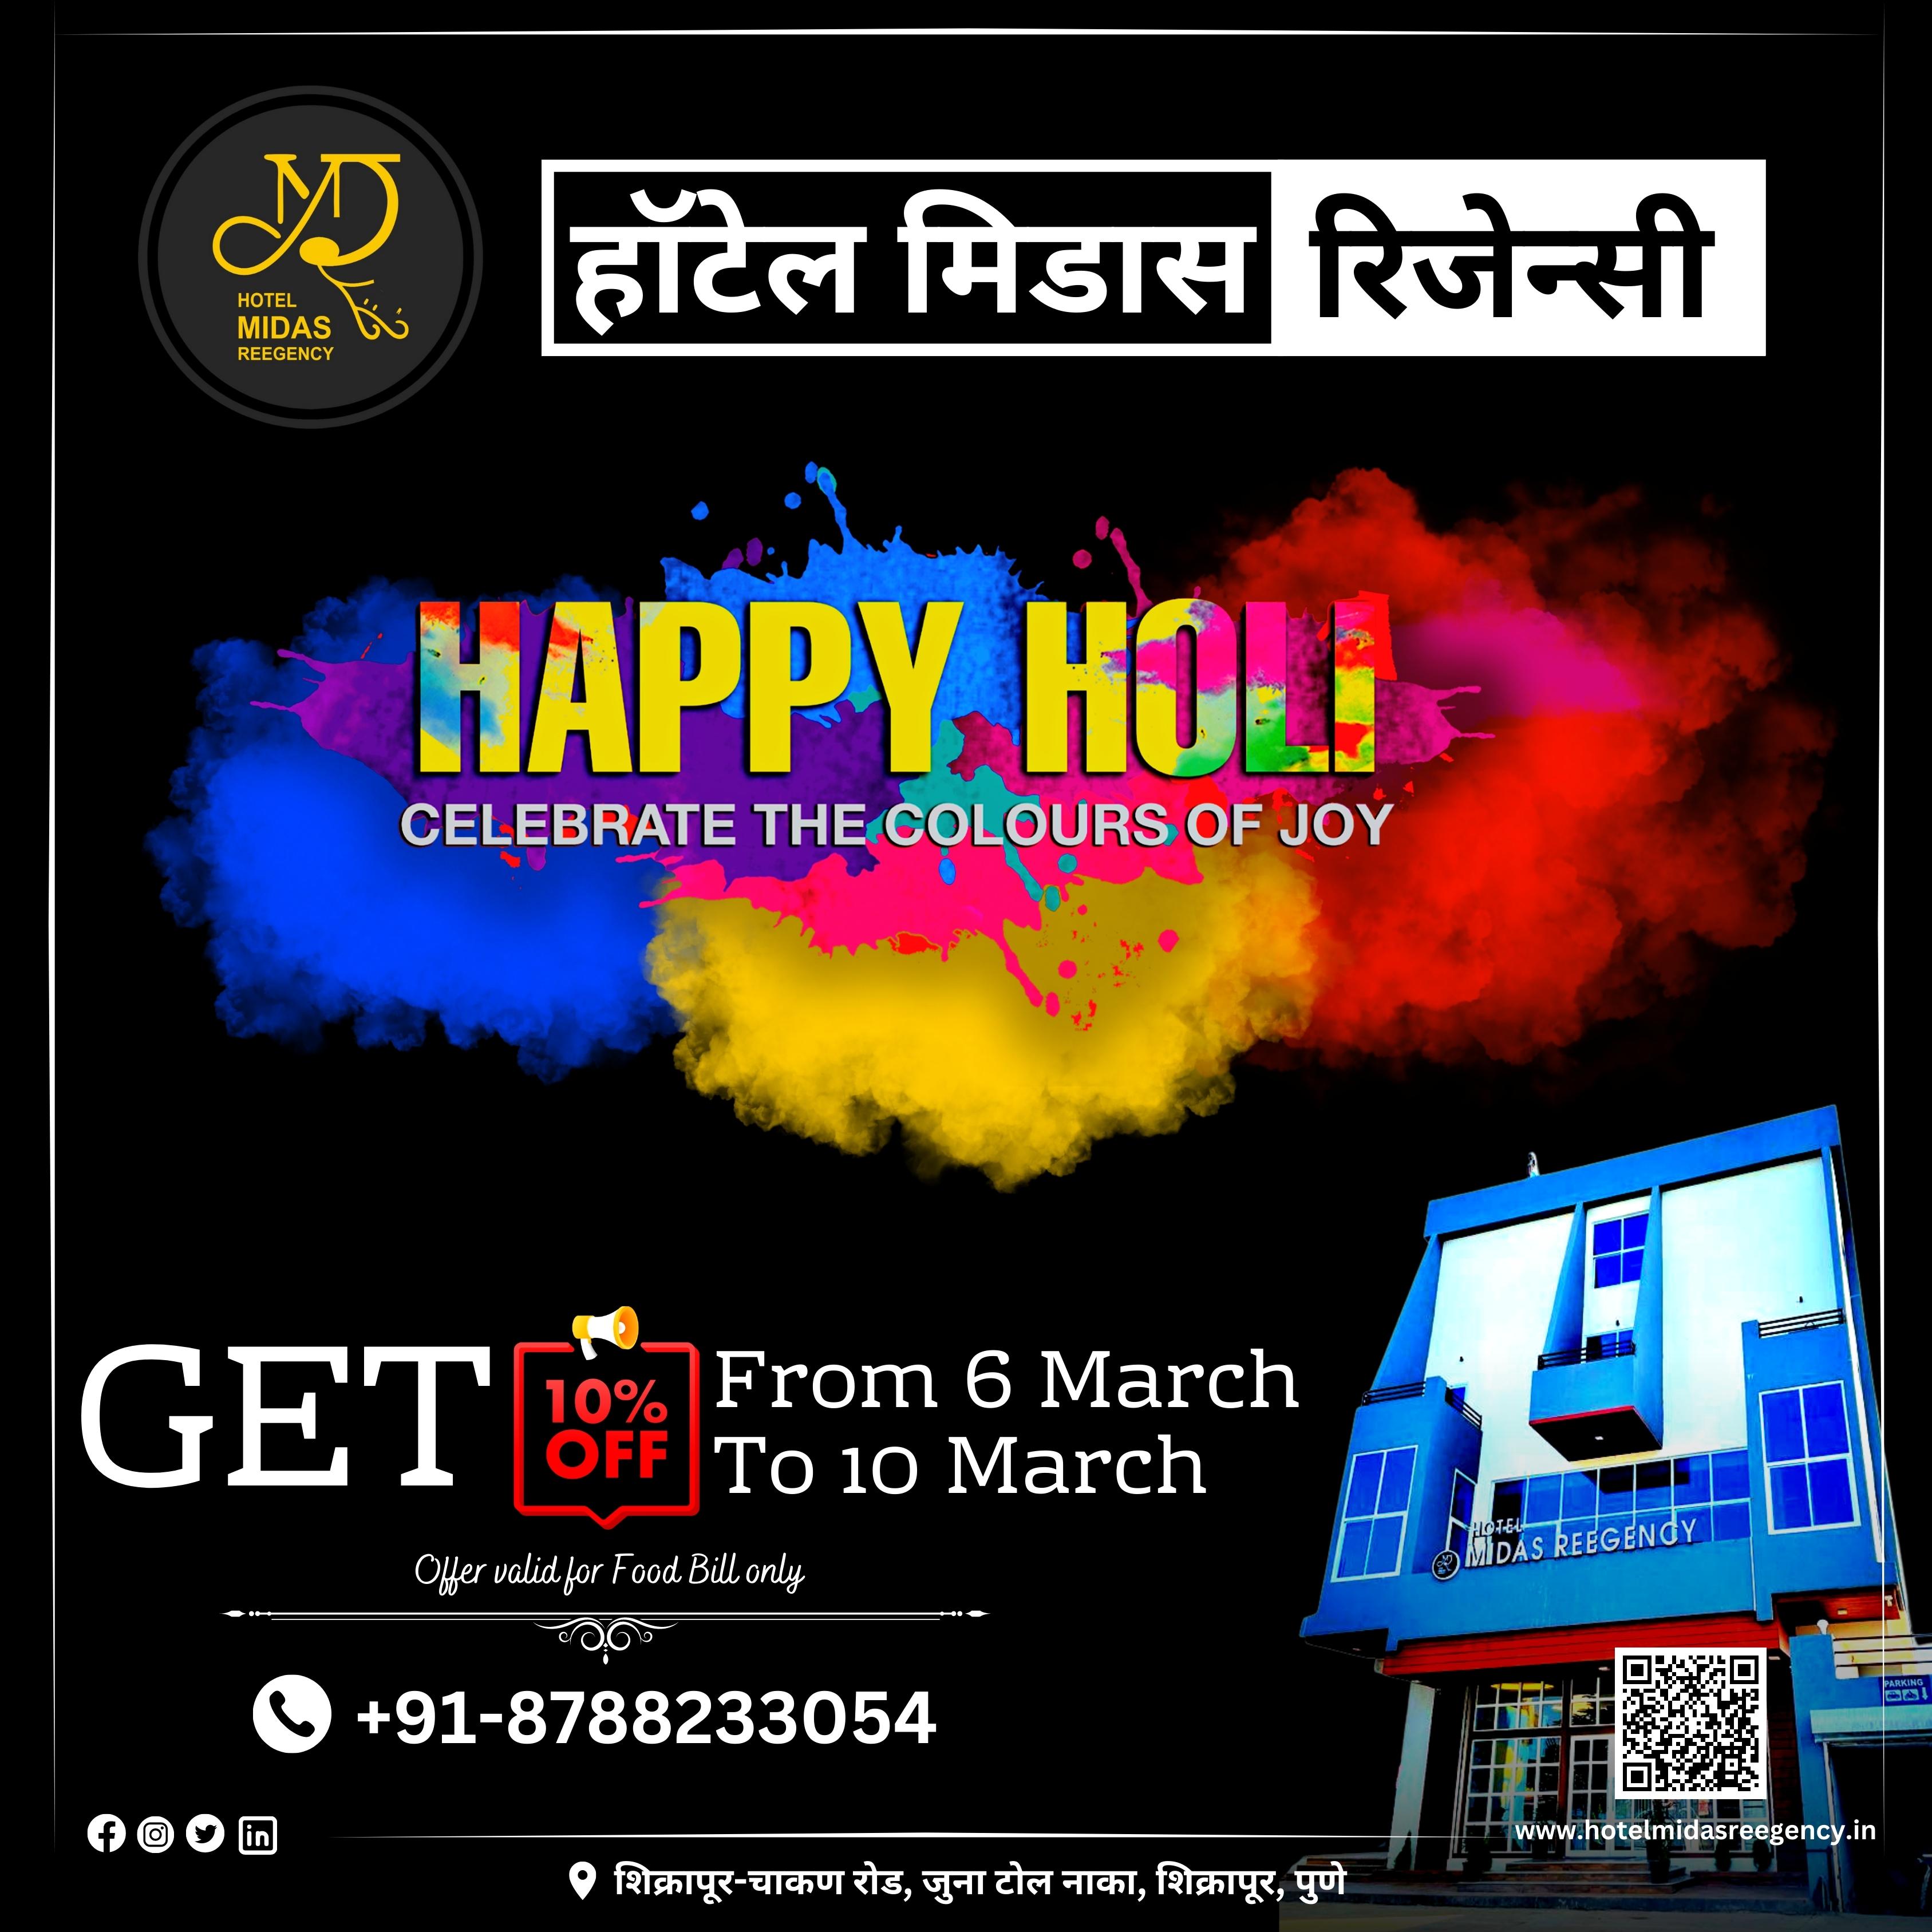 HOTEL
MIDAS
REEGENCY
हॉटेल मिडास रिजेन्सी
HAPPY HOLI
CELEBRATE THE COLOURS OF JOY
GET
10%
OFF
From 6 March
To 10 March
Offer valid for Food Bill only
HOTEL
MIDAS REEGENCY
PARKING
+91-8788233054
www.hotelmidasreegency.in
शिक्रापूर-चाकण रोड, जुना टोल नाका, शिक्रापूर, पुणे